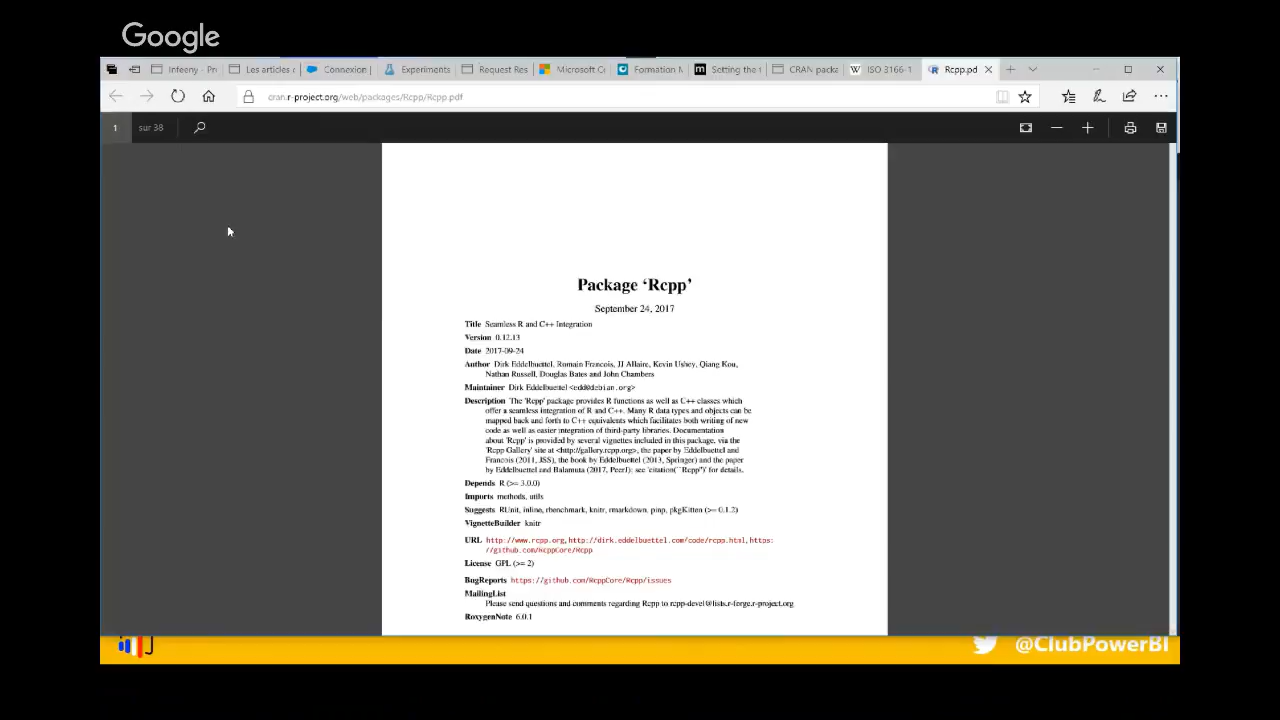 Google
Infeeny - Pr
Les articles d
Connexion
Experiments
Request Res
Microsoft C
Formation M
Setting the
CRAN packa
ISO 3166-1
Rcpp.pd
cran.r-project.org/web/packages/Rcpp/Rcpp.pdf
1 sur 38
Package ‘Rcpp’
September 24, 2017
Title Seamless R and C++ Integration
Version 0.12.13
Date 2017-09-24
Author Dirk Eddelbuettel, Romain Francois, JJ Allaire, Kevin Ushey, Qiang Kou,
Nathan Russell, Douglas Bates and John Chambers
Maintainer Dirk Eddelbuettel <edd@debian.org>
Description The 'Rcpp' package provides R functions as well as C++ classes which
offer a seamless integration of R and C++. Many R data types and objects can be
mapped back and forth to C++ equivalents which facilitates both writing of new
code as well as easier integration of third-party libraries. Documentation
about 'Rcpp' is provided by several vignettes included in this package, via the
'Rcpp Gallery' site at <http://gallery.rcpp.org>, the paper by Eddelbuettel and
Francois (2011, JSS), the book by Eddelbuettel (2013, Springer) and the paper
by Eddelbuettel and Balamuta (2017, PeerJ); see 'citation(``Rcpp'')' for details.
Depends R (>= 3.0.0)
Imports methods, utils
Suggests RUnit, inline, rbenchmark, knitr, rmarkdown, pinp, pkgKitten (>= 0.1.2)
VignetteBuilder knitr
URL http://www.rcpp.org, http://dirk.eddelbuettel.com/code/rcpp.html, https:
//github.com/RcppCore/Rcpp
License GPL (>= 2)
BugReports https://github.com/RcppCore/Rcpp/issues
MailingList
Please send questions and comments regarding Rcpp to rcpp-devel@lists.r-forge.r-project.org
RoxygenNote 6.0.1
@ClubPowerBI